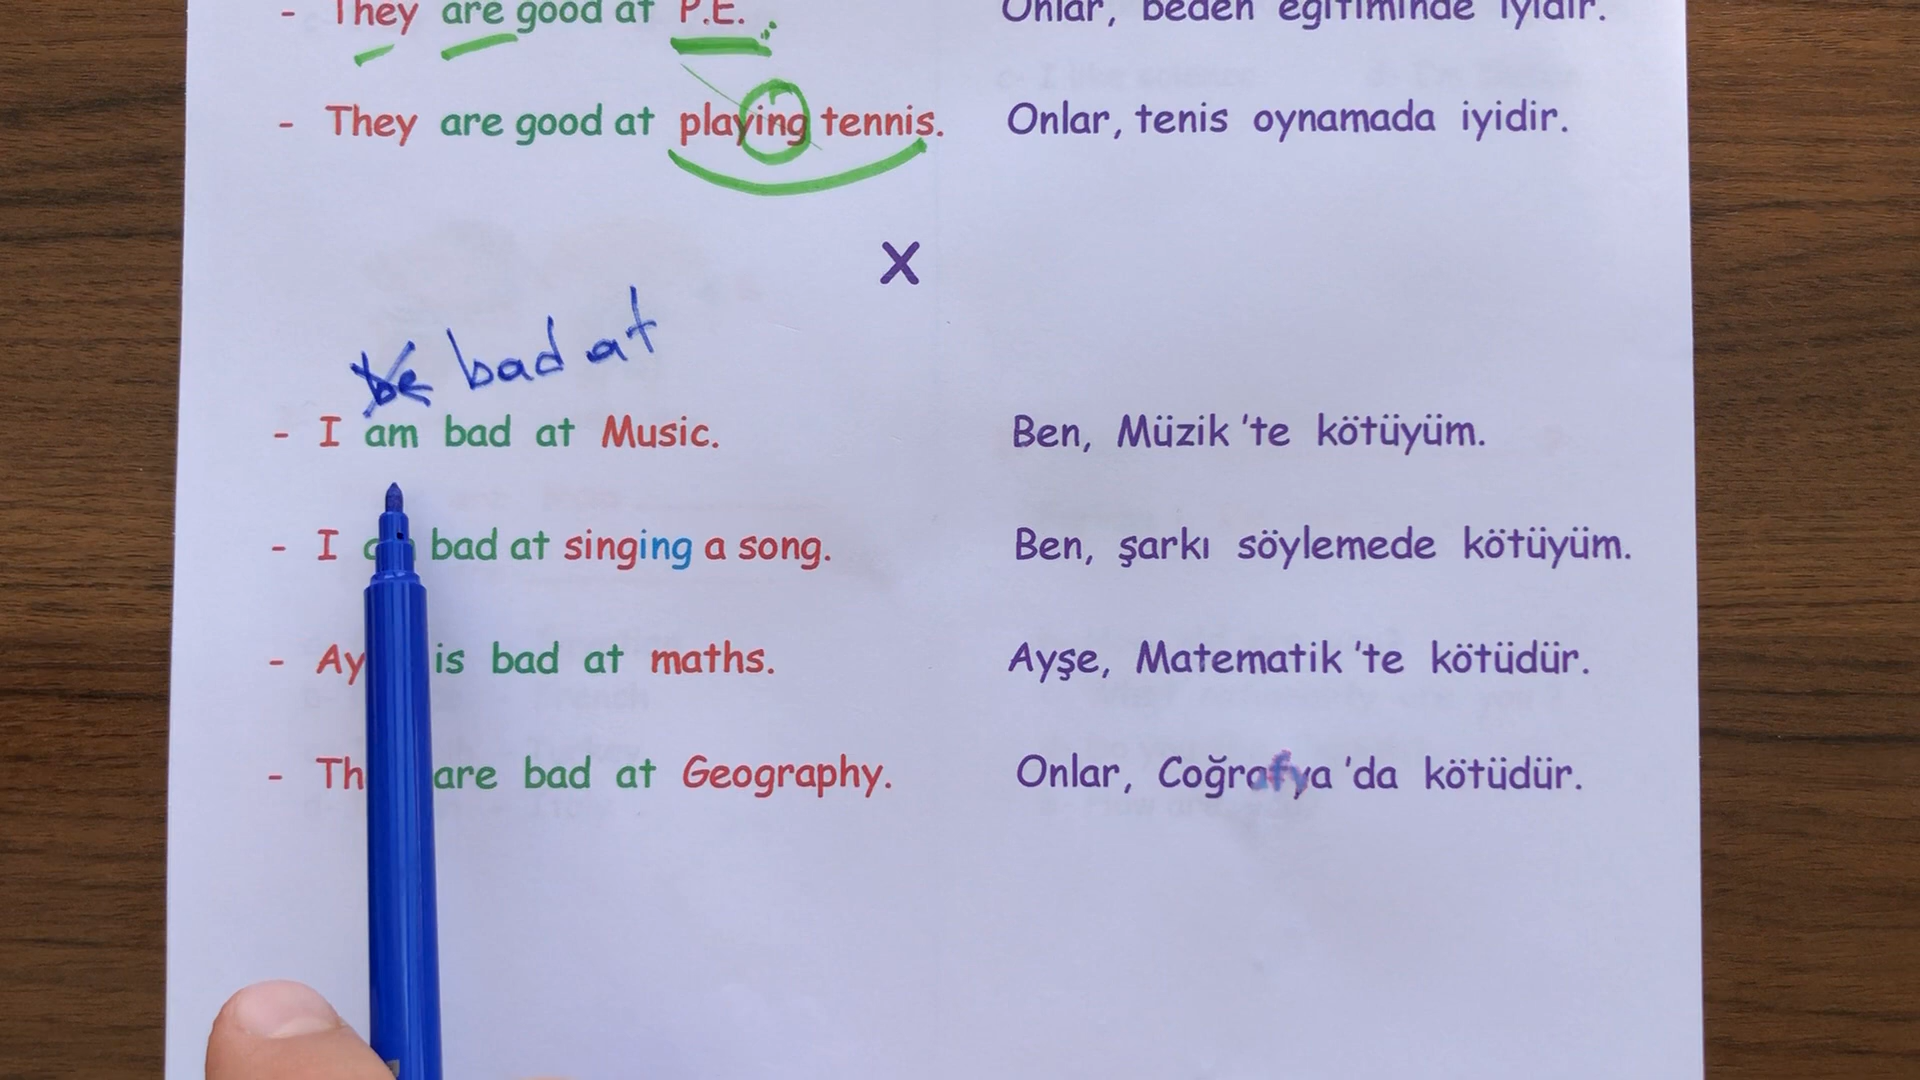 - They are good at P.E. Onlar, beden eğitiminde iyidir.
- They are good at playing tennis. Onlar, tenis oynamada iyidir.
X
be bad at
- I am bad at Music. Ben, Müzik 'te kötüyüm.
- I bad at singing a song. Ben, şarkı söylemede kötüyüm.
- Ay is bad at maths. Ayşe, Matematik 'te kötüdür.
- Th are bad at Geography. Onlar, Coğrafya 'da kötüdür.